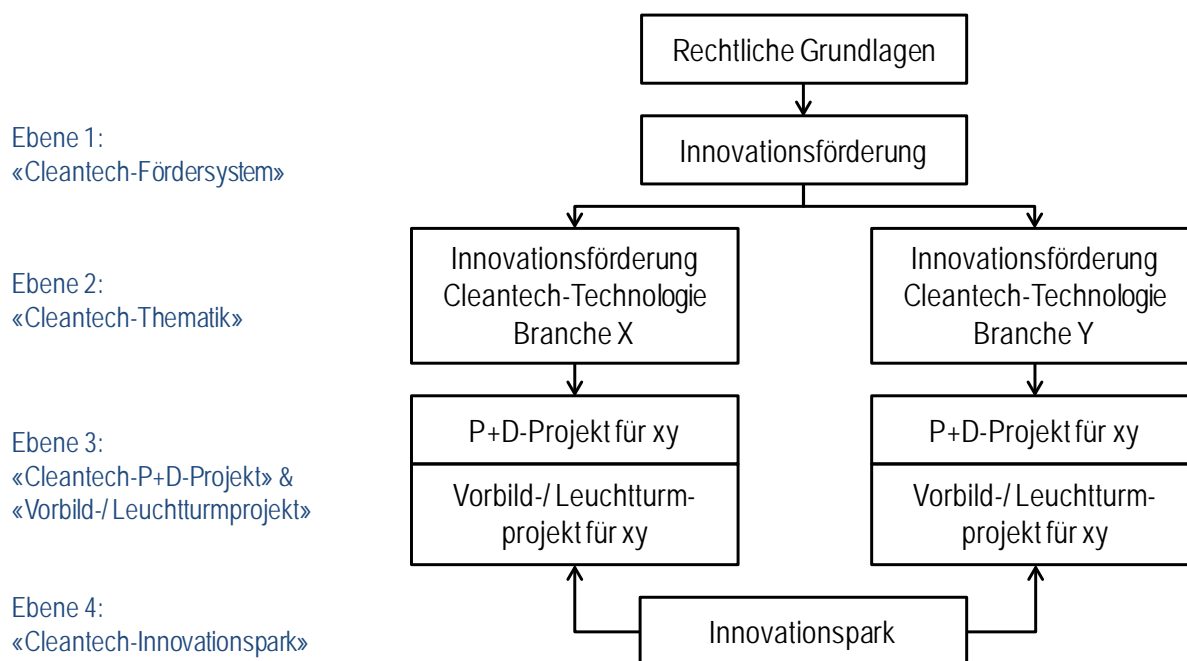 Rechtliche Grundlagen
Ebene 1:
«Cleantech-Fördersystem»
Innovationsförderung
Ebene 2:
«Cleantech-Thematik»
Innovationsförderung
Cleantech-Technologie
Branche X
Innovationsförderung
Cleantech-Technologie
Branche Y
Ebene 3:
«Cleantech-P+D-Projekt» &
«Vorbild-/ Leuchtturmprojekt»
P+D-Projekt für xy
Vorbild-/ Leuchtturm-
projekt für xy
P+D-Projekt für xy
Vorbild-/ Leuchtturm-
projekt für xy
Ebene 4:
«Cleantech-Innovationspark»
Innovationspark